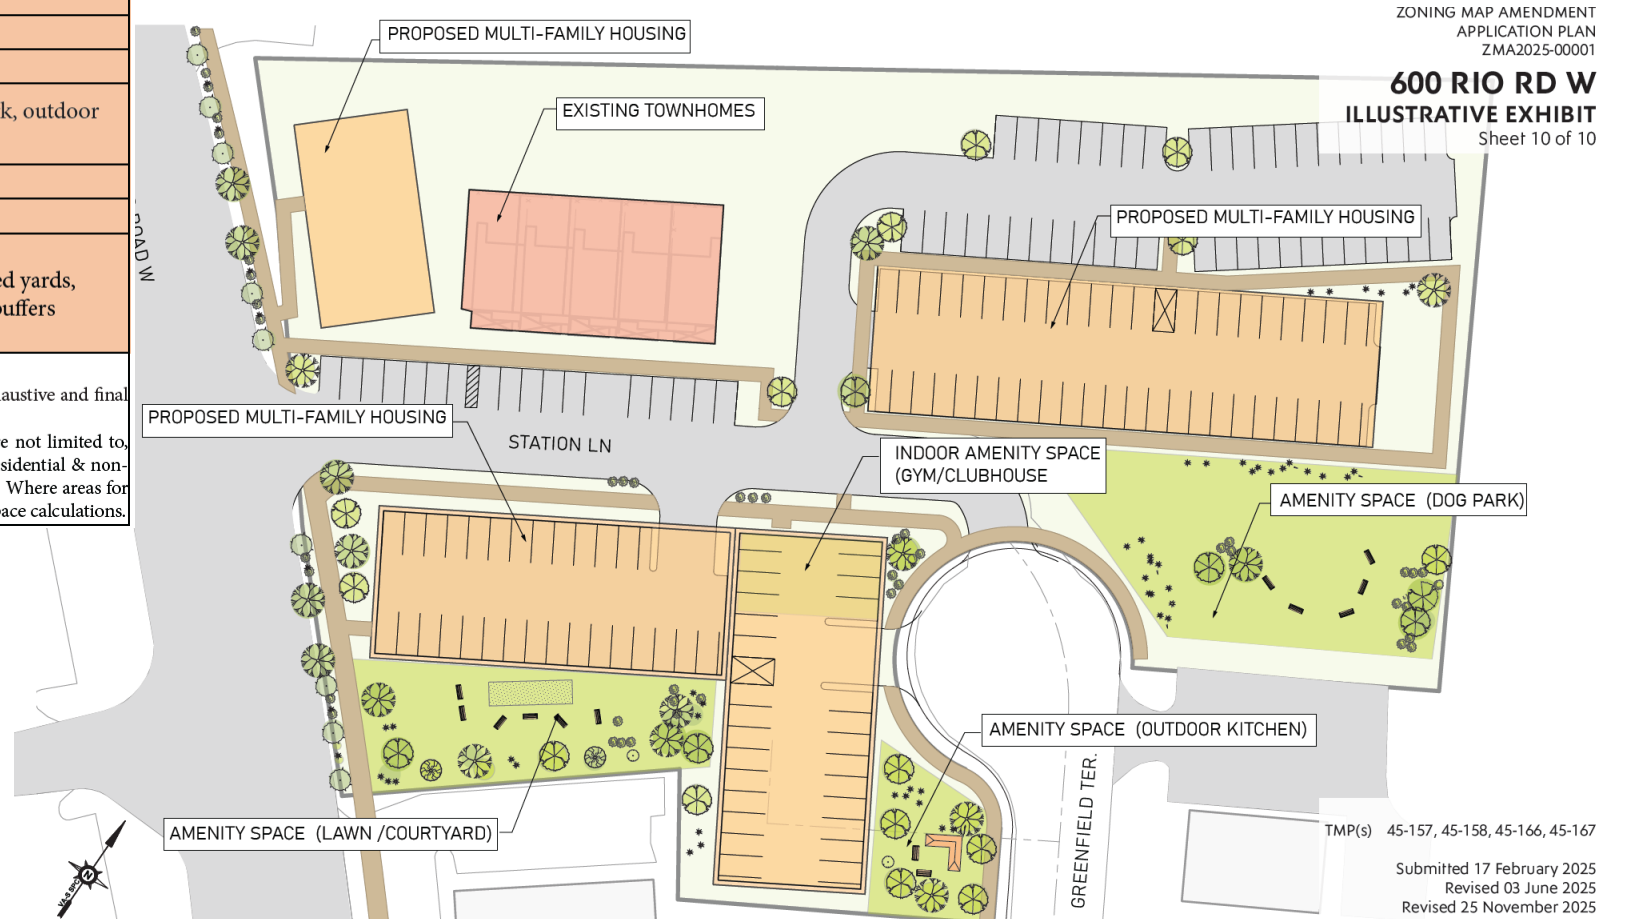 ZONING MAP AMENDMENT
APPLICATION PLAN
ZMA2025-00001
600 RIO RD W
ILLUSTRATIVE EXHIBIT
Sheet 10 of 10
PROPOSED MULTI-FAMILY HOUSING
EXISTING TOWNHOMES
k, outdoor
PROPOSED MULTI-FAMILY HOUSING
ROAD W
ed yards,
buffers
austive and final
PROPOSED MULTI-FAMILY HOUSING
e not limited to,
sidential & non-
Where areas for
ace calculations.
STATION LN
INDOOR AMENITY SPACE
(GYM/CLUBHOUSE
AMENITY SPACE (DOG PARK)
AMENITY SPACE (OUTDOOR KITCHEN)
GREENFIELD TER.
AMENITY SPACE (LAWN /COURTYARD)
N
VA-S SPC
TMP(s) 45-157, 45-158, 45-166, 45-167
Submitted 17 February 2025
Revised 03 June 2025
Revised 25 November 2025